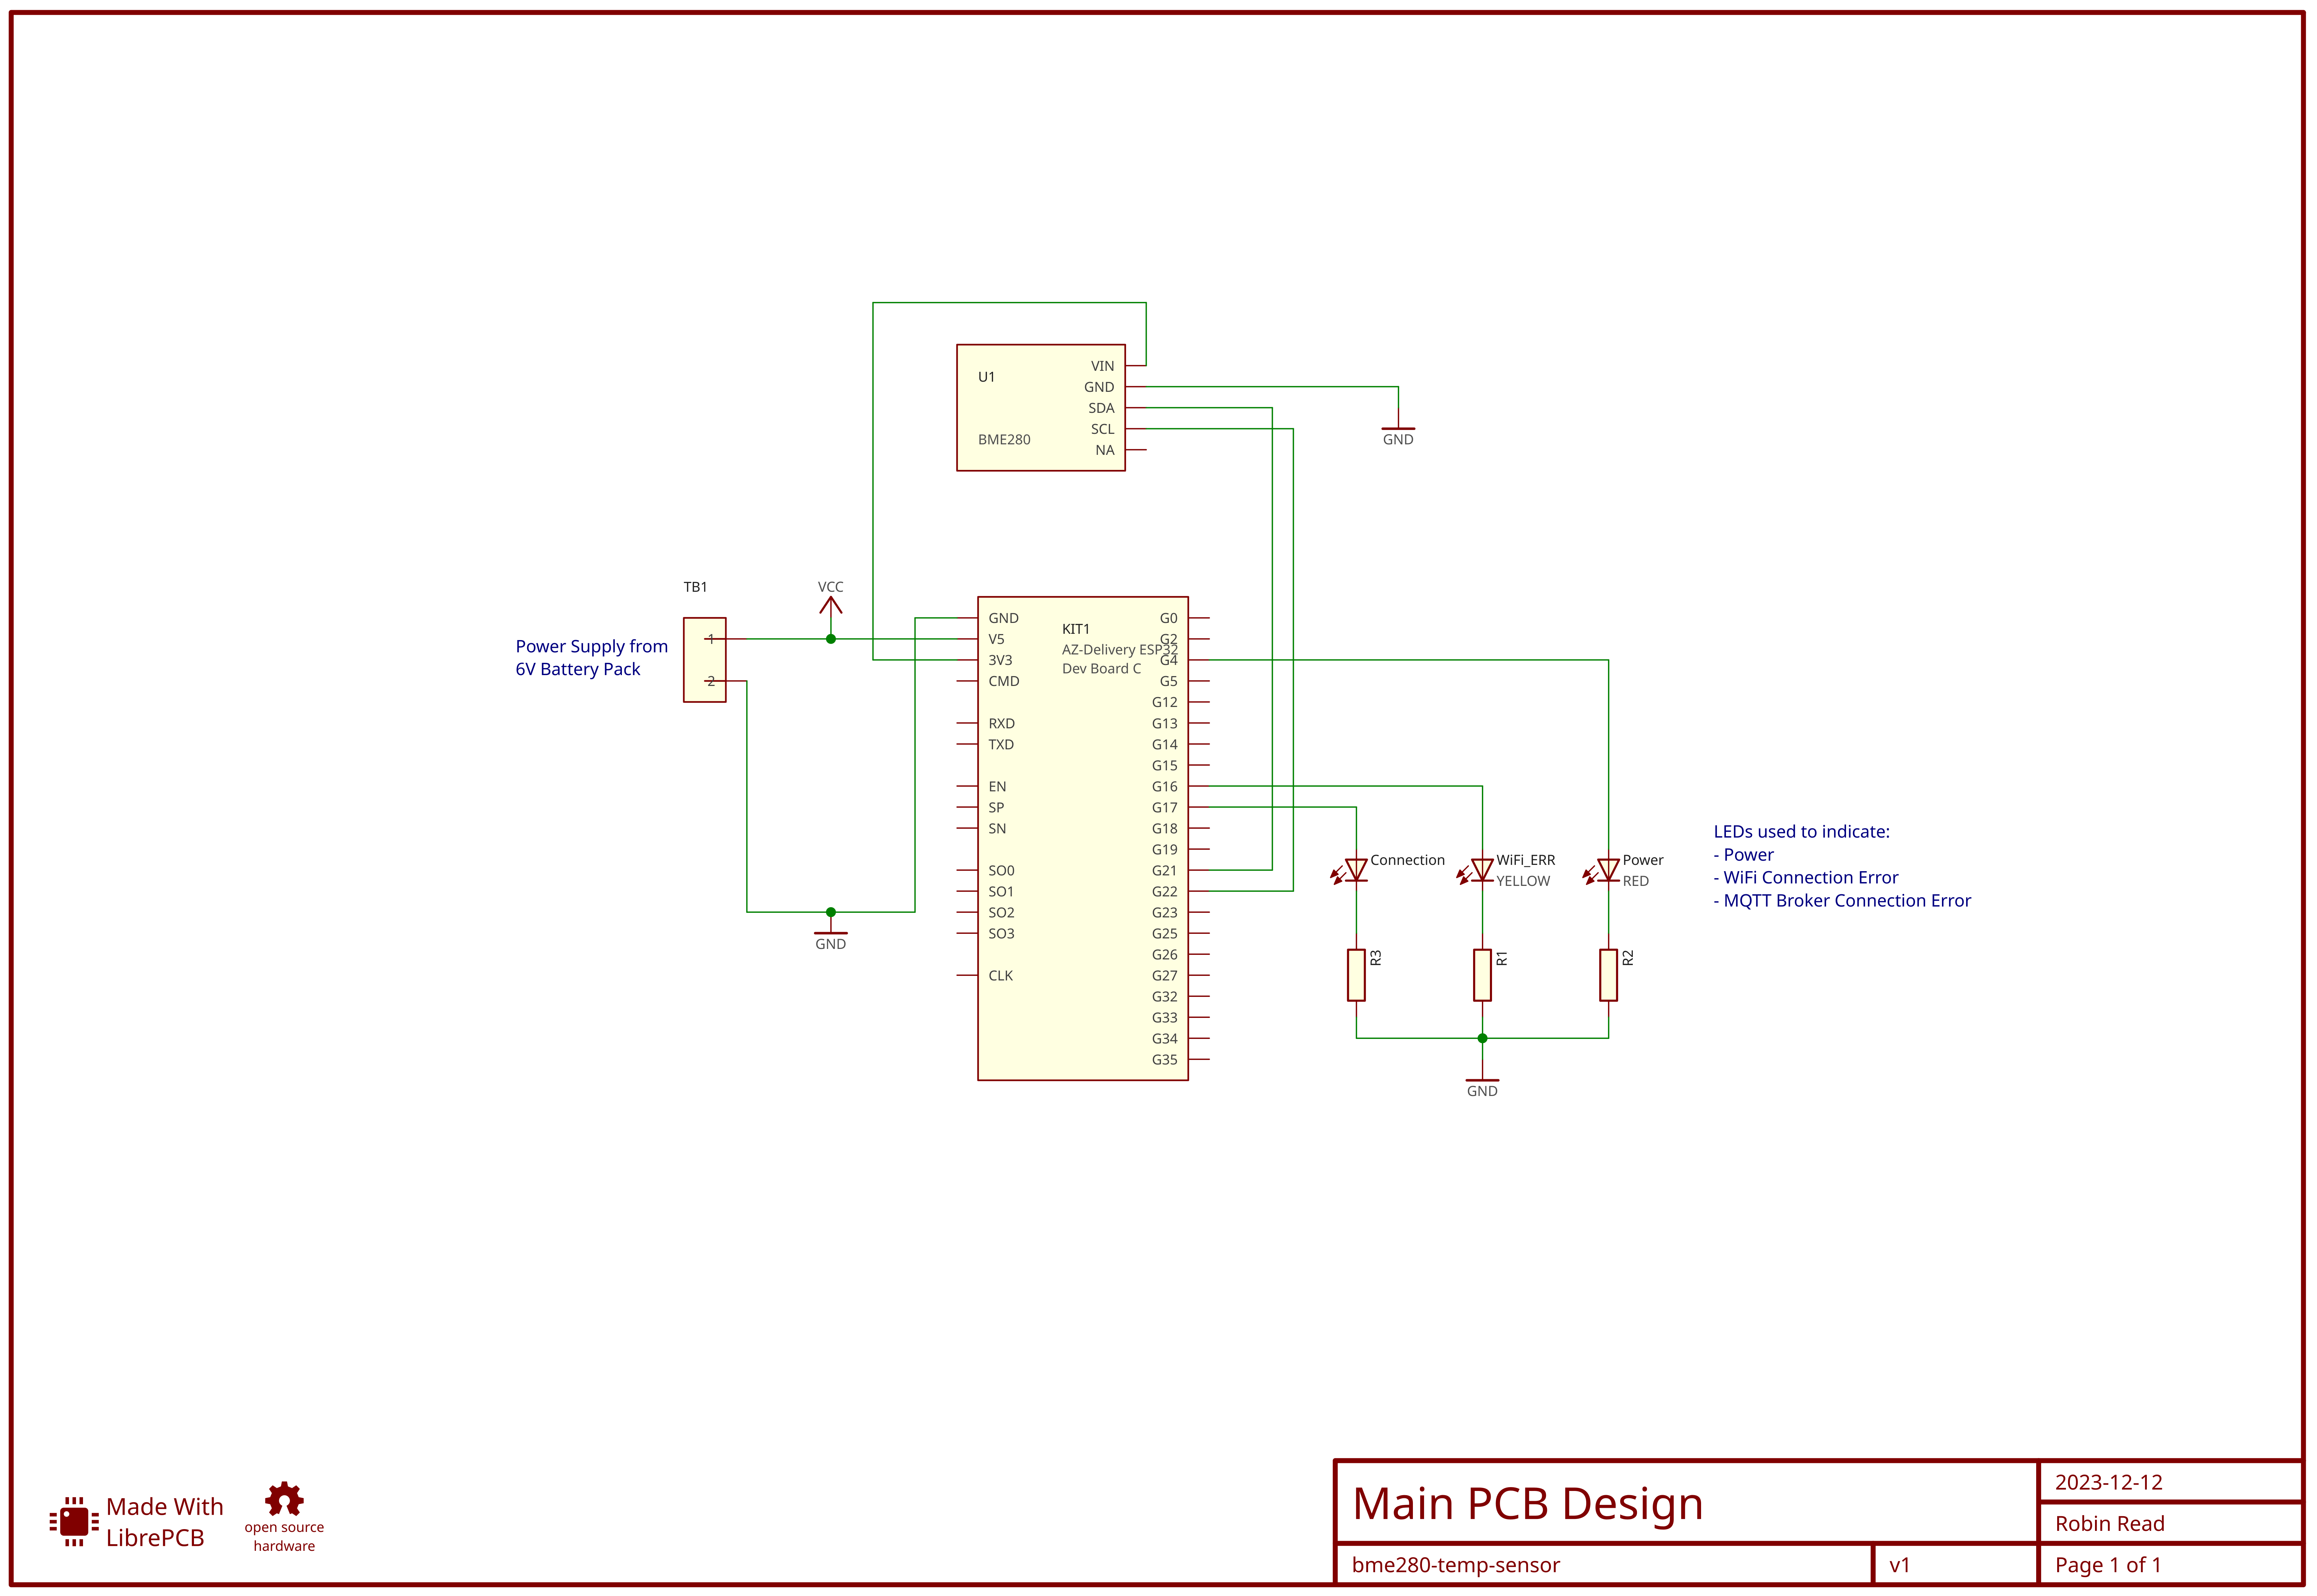 U1
BME280
VIN
GND
SDA
SCL
NA
GND
TB1
VCC
1
2
Power Supply from
6V Battery Pack
GND
KIT1
AZ-Delivery ESP32
Dev Board C
GND
V5
3V3
CMD
RXD
TXD
EN
SP
SN
SO0
SO1
SO2
SO3
CLK
G0
G2
G4
G5
G12
G13
G14
G15
G16
G17
G18
G19
G21
G22
G23
G25
G26
G27
G32
G33
G34
G35
Connection
WiFi_ERR
YELLOW
Power
RED
R3
R1
R2
GND
LEDs used to indicate:
- Power
- WiFi Connection Error
- MQTT Broker Connection Error
Made With
LibrePCB
open source
hardware
Main PCB Design
2023-12-12
Robin Read
bme280-temp-sensor
v1
Page 1 of 1